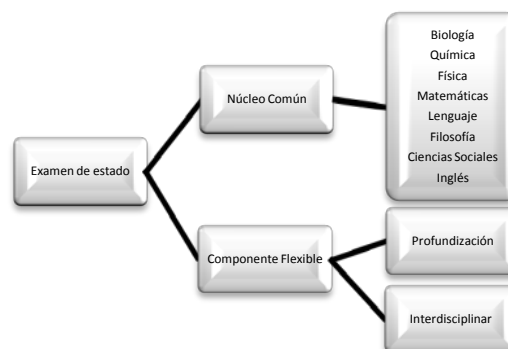 Examen de estado
Núcleo Común
Biología
Química
Física
Matemáticas
Lenguaje
Filosofía
Ciencias Sociales
Inglés
Componente Flexible
Profundización
Interdisciplinar